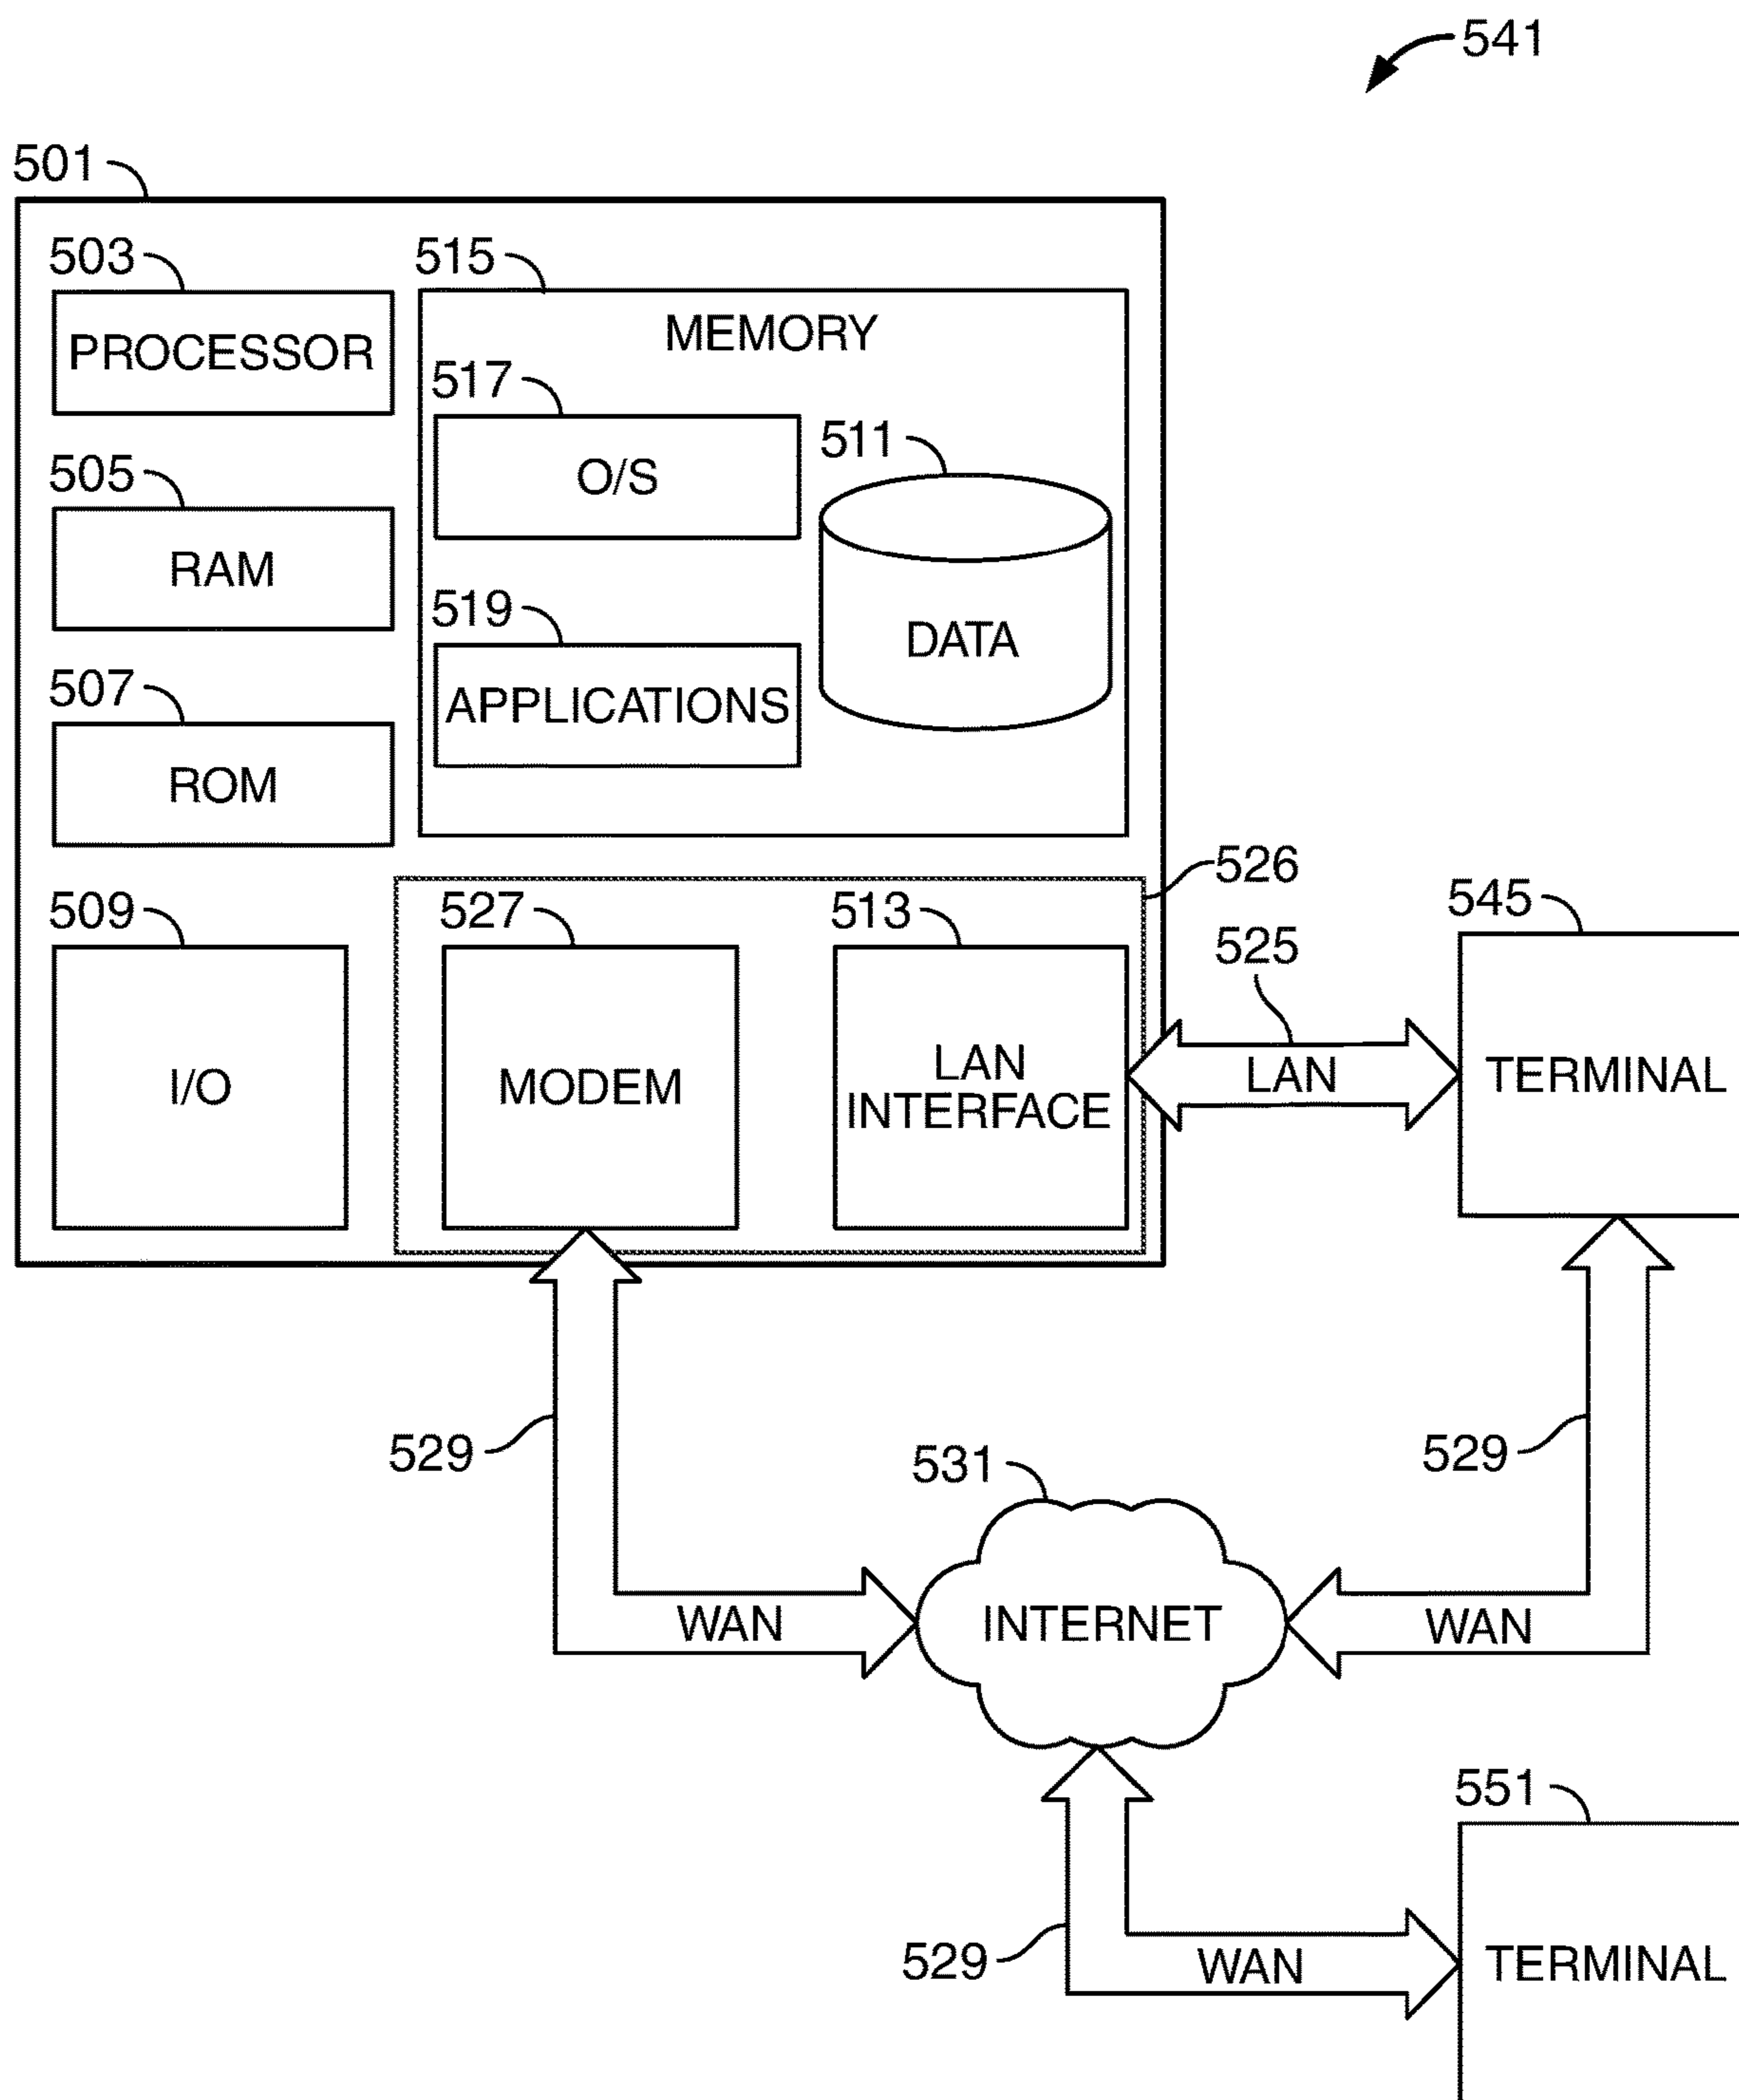 541
501
503
PROCESSOR
515
MEMORY
517
O/S
511
DATA
505
RAM
519
APPLICATIONS
507
ROM
526
509
I/O
527
MODEM
513
LAN
INTERFACE
525
LAN
545
TERMINAL
529
WAN
531
INTERNET
529
WAN
529
WAN
551
TERMINAL